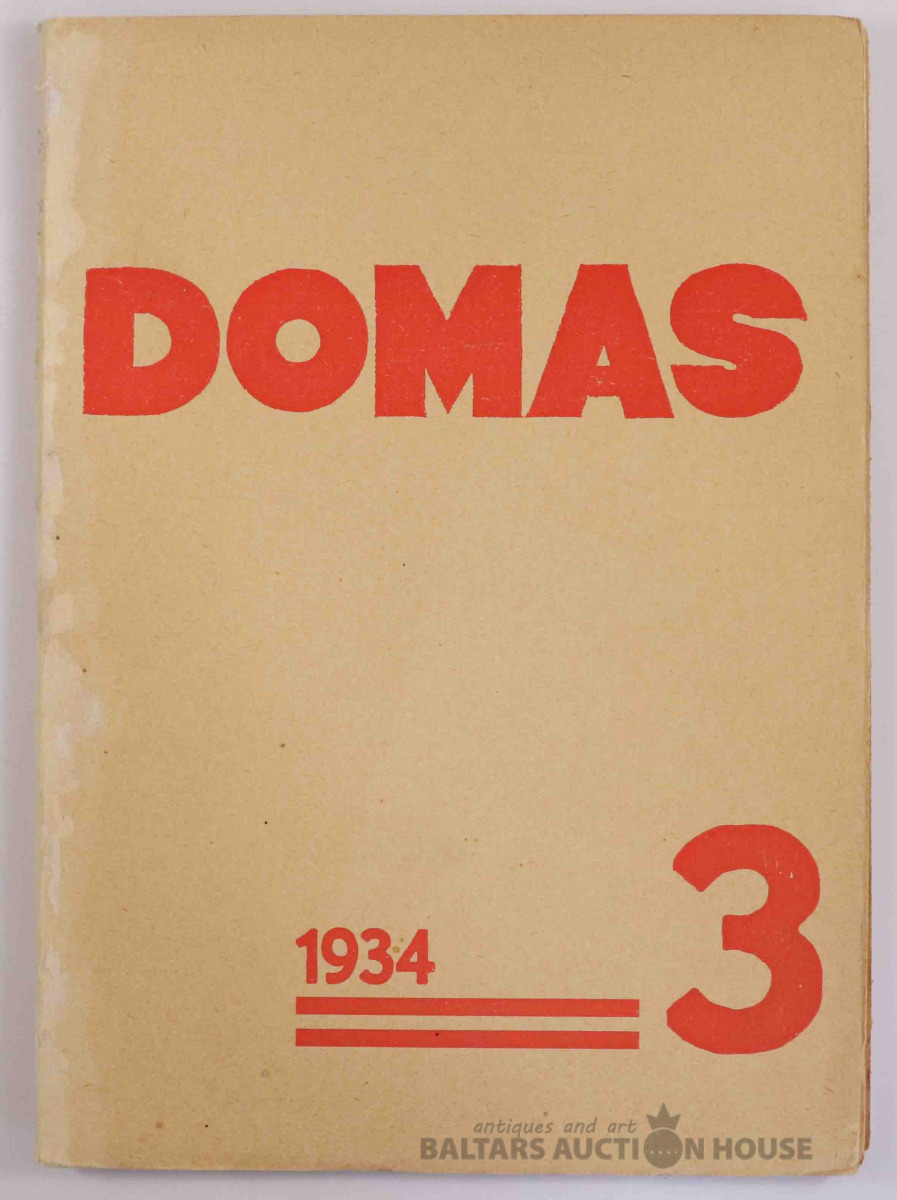 DOMAS
1934
3
antiques and art
BALTARS AUCTION HOUSE